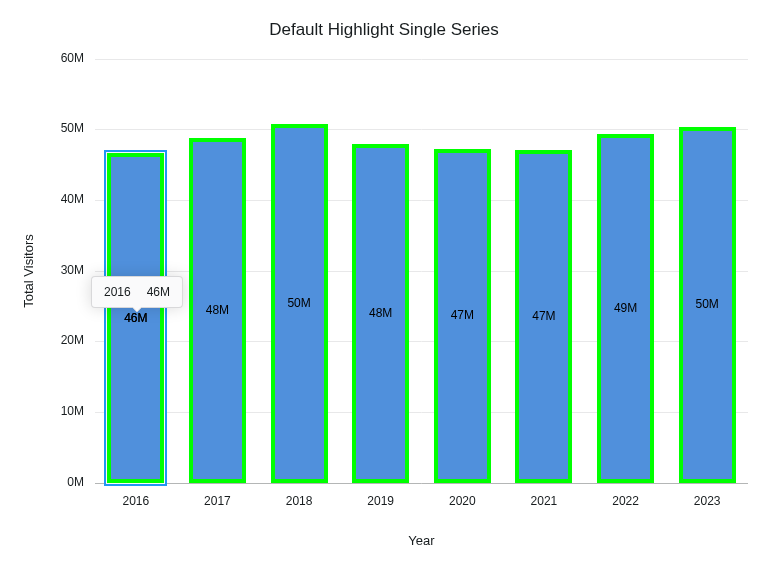 Default Highlight Single Series
60M
50M
40M
30M
20M
10M
0M
Total Visitors
2016 46M
46M
48M
50M
48M
47M
47M
49M
50M
2016
2017
2018
2019
2020
2021
2022
2023
Year